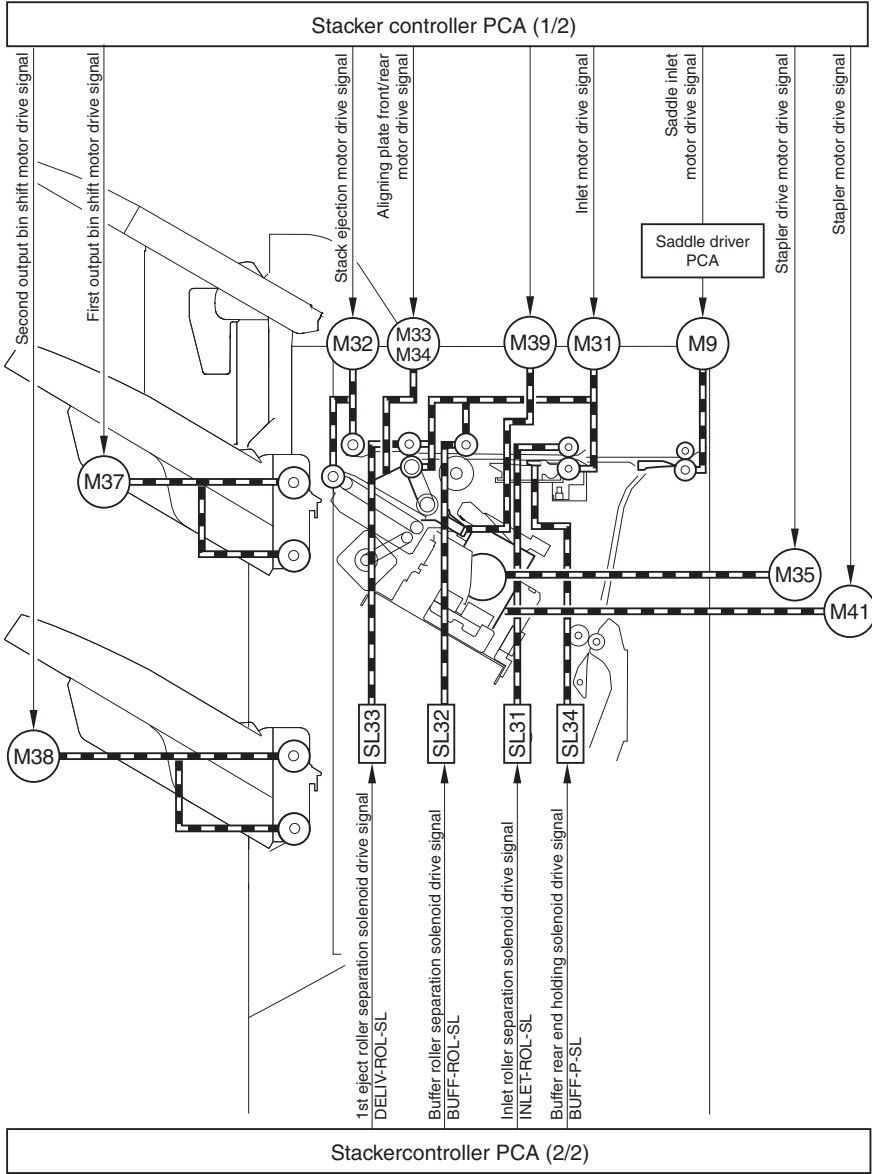 Stacker controller PCA (1/2)
Second output bin shift motor drive signal
First output bin shift motor drive signal
Stack ejection motor drive signal
Aligning plate front/rear
motor drive signal
Inlet motor drive signal
Saddle inlet
motor drive signal
Stapler drive motor drive signal
Stapler motor drive signal
Saddle driver
PCA
M32
M33
M34
M39
M31
M9
M37
M35
M41
M38
SL33
SL32
SL31
SL34
1st eject roller separation solenoid drive signal
DELIV-ROL-SL
Buffer roller separation solenoid drive signal
BUFF-ROL-SL
Inlet roller separation solenoid drive signal
INLET-ROL-SL
Buffer rear end holding solenoid drive signal
BUFF-P-SL
Stackercontroller PCA (2/2)